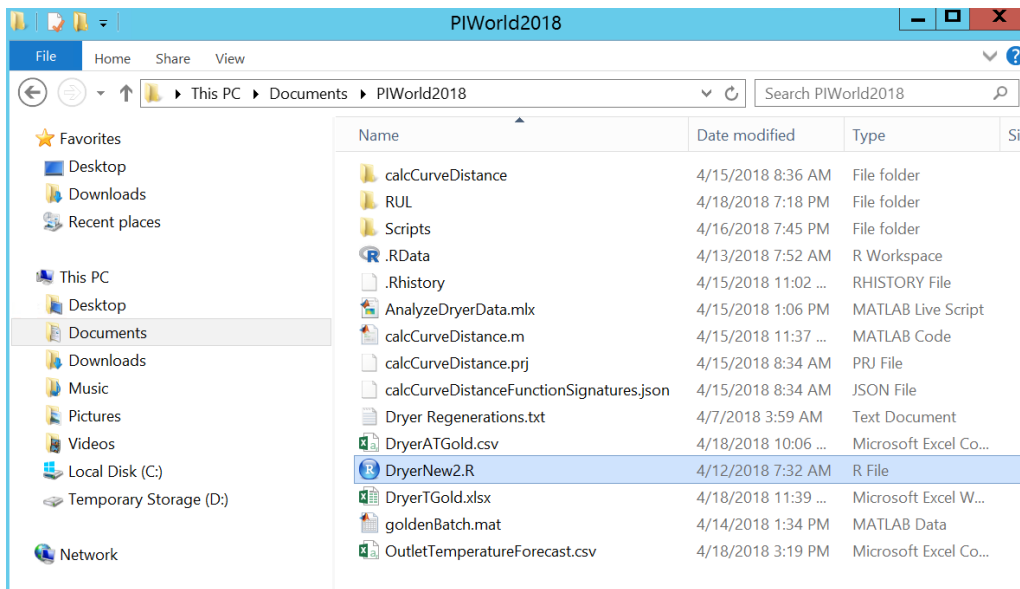 PIWorld2018
File Home Share View
This PC Documents PIWorld2018 Search PIWorld2018
Favorites
Desktop
Downloads
Recent places
This PC
Desktop
Documents
Downloads
Music
Pictures
Videos
Local Disk (C:)
Temporary Storage (D:)
Network
Name Date modified Type Si
calcCurveDistance 4/15/2018 8:36 AM File folder
RUL 4/18/2018 7:18 PM File folder
Scripts 4/16/2018 7:45 PM File folder
.RData 4/13/2018 7:52 AM R Workspace
.Rhistory 4/15/2018 11:02 ... RHISTORY File
AnalyzeDryerData.mlx 4/15/2018 1:06 PM MATLAB Live Script
calcCurveDistance.m 4/15/2018 11:37 ... MATLAB Code
calcCurveDistance.prj 4/15/2018 8:34 AM PRJ File
calcCurveDistanceFunctionSignatures.json 4/15/2018 8:34 AM JSON File
Dryer Regenerations.txt 4/7/2018 3:59 AM Text Document
DryerATGold.csv 4/18/2018 10:06 ... Microsoft Excel Co...
DryerNew2.R 4/12/2018 7:32 AM R File
DryerTGold.xlsx 4/18/2018 11:39 ... Microsoft Excel W...
goldenBatch.mat 4/14/2018 1:34 PM MATLAB Data
OutletTemperatureForecast.csv 4/18/2018 3:19 PM Microsoft Excel Co...